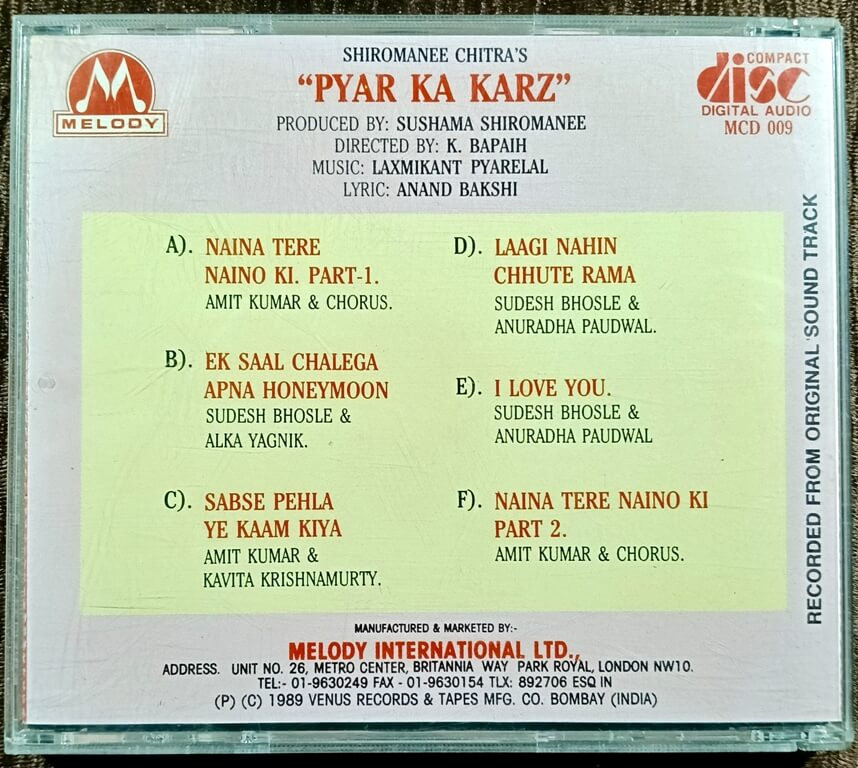 MELODY
SHIROMANEE CHITRA'S
"PYAR KA KARZ"
PRODUCED BY: SUSHAMA SHIROMANEE
DIRECTED BY: K. BAPAIH
MUSIC: LAXMIKANT PYARELAL
LYRIC: ANAND BAKSHI
COMPACT
disc
DIGITAL AUDIO
MCD 009
A). NAINA TERE
NAINO KI. PART-1.
AMIT KUMAR & CHORUS.
B). EK SAAL CHALEGA
APNA HONEYMOON
SUDESH BHOSLE &
ALKA YAGNIK.
C). SABSE PEHLA
YE KAAM KIYA
AMIT KUMAR &
KAVITA KRISHNAMURTY.
D). LAAGI NAHIN
CHHUTE RAMA
SUDESH BHOSLE &
ANURADHA PAUDWAL.
E). I LOVE YOU.
SUDESH BHOSLE &
ANURADHA PAUDWAL
F). NAINA TERE NAINO KI
PART 2.
AMIT KUMAR & CHORUS.
RECORDED FROM ORIGINAL SOUND TRACK
MANUFACTURED & MARKETED BY:-
MELODY INTERNATIONAL LTD.,
ADDRESS. UNIT NO. 26, METRO CENTER, BRITANNIA WAY PARK ROYAL, LONDON NW10.
TEL:- 01-9630249 FAX - 01-9630154 TLX: 892706 ESQ IN
(P) (C) 1989 VENUS RECORDS & TAPES MFG. CO. BOMBAY (INDIA)